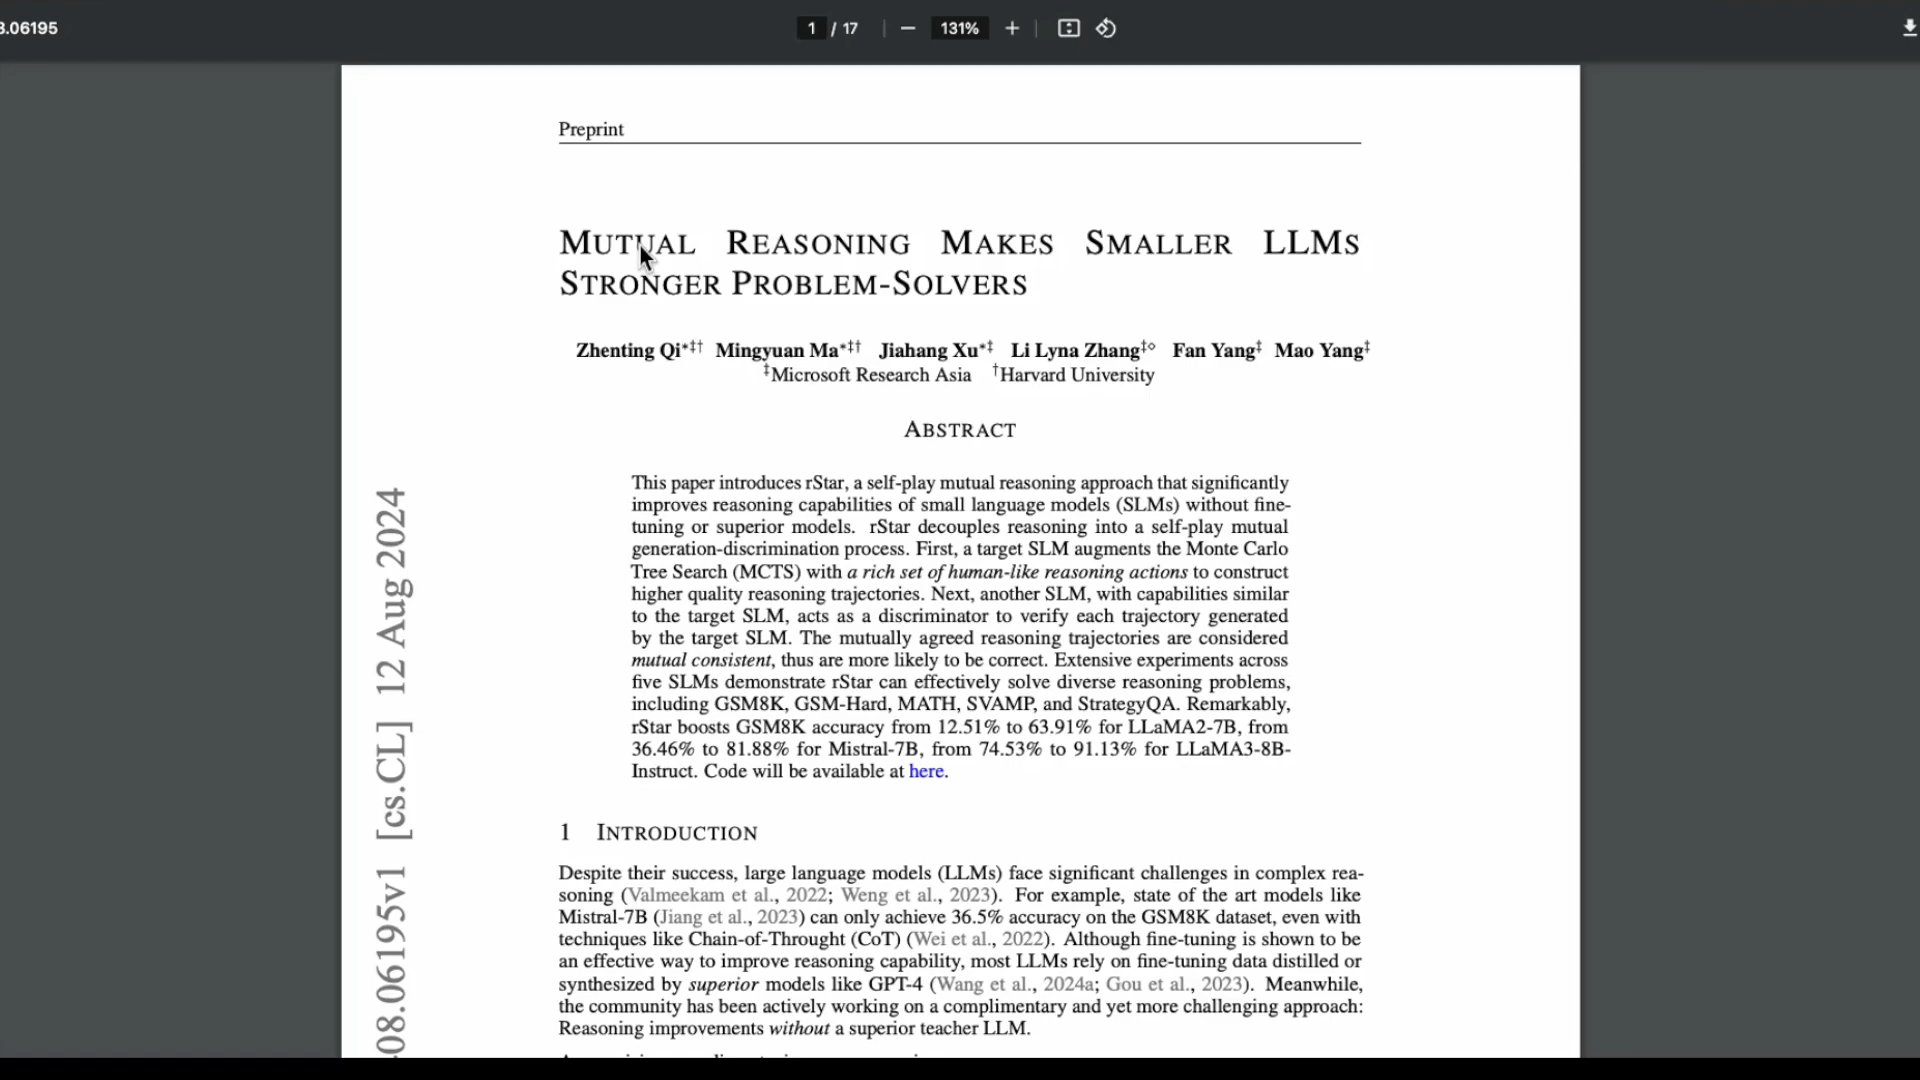 3.06195
1 / 17
131%
Preprint
MUTUAL REASONING MAKES SMALLER LLMS
STRONGER PROBLEM-SOLVERS
Zhenting Qi*‡† Mingyuan Ma*‡† Jiahang Xu*‡ Li Lyna Zhang‡⋄ Fan Yang‡ Mao Yang‡
‡Microsoft Research Asia †Harvard University
ABSTRACT
This paper introduces rStar, a self-play mutual reasoning approach that significantly
improves reasoning capabilities of small language models (SLMs) without fine-
tuning or superior models. rStar decouples reasoning into a self-play mutual
generation-discrimination process. First, a target SLM augments the Monte Carlo
Tree Search (MCTS) with a rich set of human-like reasoning actions to construct
higher quality reasoning trajectories. Next, another SLM, with capabilities similar
to the target SLM, acts as a discriminator to verify each trajectory generated
by the target SLM. The mutually agreed reasoning trajectories are considered
mutual consistent, thus are more likely to be correct. Extensive experiments across
five SLMs demonstrate rStar can effectively solve diverse reasoning problems,
including GSM8K, GSM-Hard, MATH, SVAMP, and StrategyQA. Remarkably,
rStar boosts GSM8K accuracy from 12.51% to 63.91% for LLaMA2-7B, from
36.46% to 81.88% for Mistral-7B, from 74.53% to 91.13% for LLaMA3-8B-
Instruct. Code will be available at here.
1 INTRODUCTION
Despite their success, large language models (LLMs) face significant challenges in complex rea-
soning (Valmeekam et al., 2022; Weng et al., 2023). For example, state of the art models like
Mistral-7B (Jiang et al., 2023) can only achieve 36.5% accuracy on the GSM8K dataset, even with
techniques like Chain-of-Throught (CoT) (Wei et al., 2022). Although fine-tuning is shown to be
an effective way to improve reasoning capability, most LLMs rely on fine-tuning data distilled or
synthesized by superior models like GPT-4 (Wang et al., 2024a; Gou et al., 2023). Meanwhile,
the community has been actively working on a complimentary and yet more challenging approach:
Reasoning improvements without a superior teacher LLM.
08.06195v1 [cs.CL] 12 Aug 2024